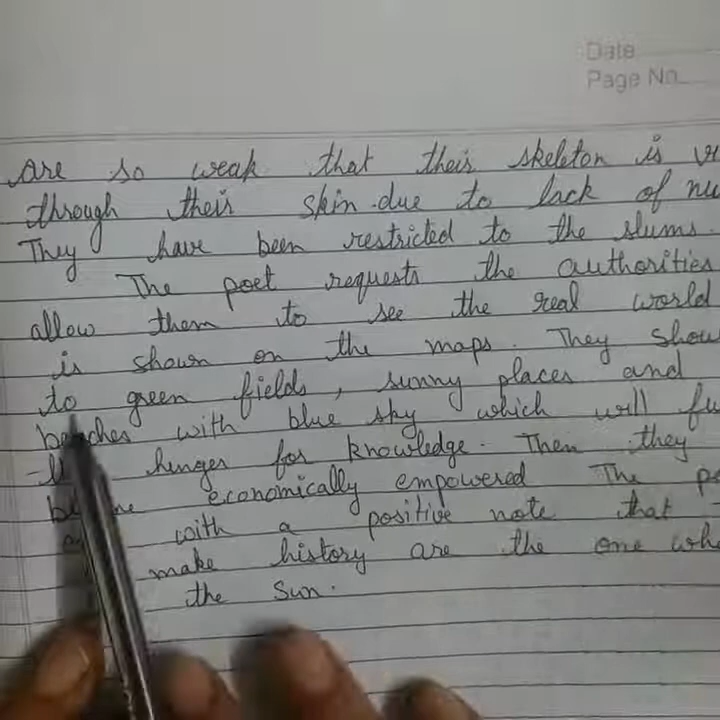 Date
Page No.
are so weak that their skeleton is
through their skin due to lack of
They have been restricted to the slums.
The poet requests the authorities
allow them to see the real world
is shown on the maps. They
to green fields, sunny places and
beaches with blue sky which will
hunger for knowledge. Then they
economically empowered The
with a positive note that
make history are the one
the Sun.